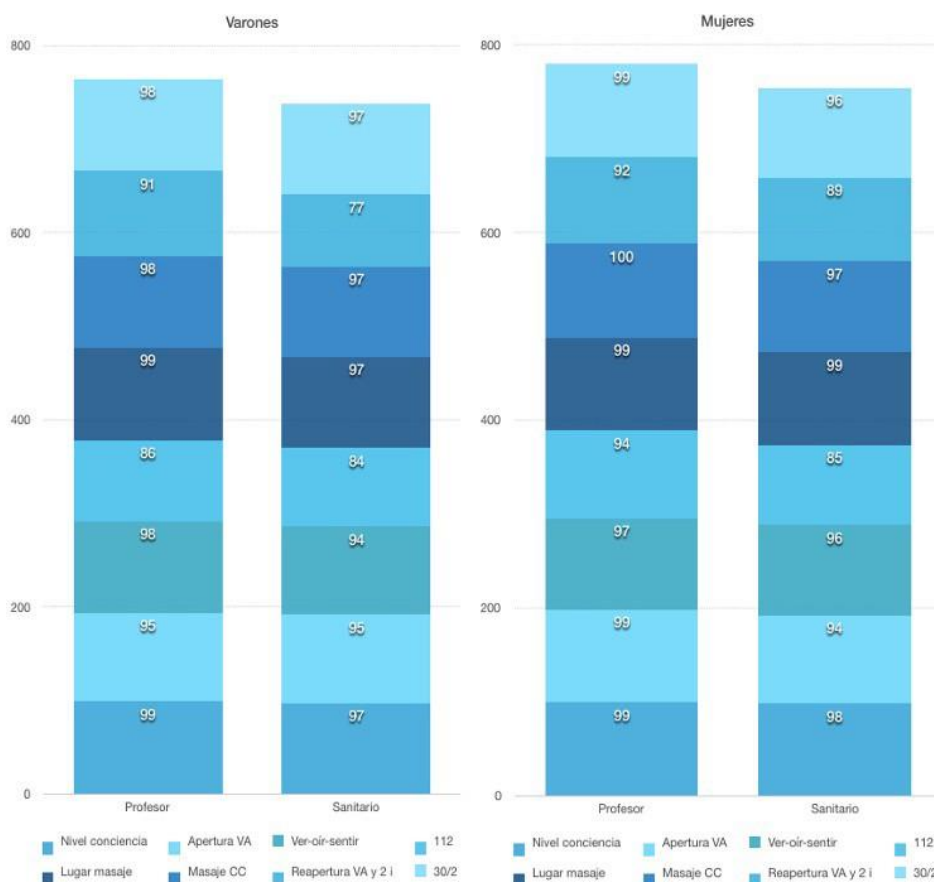 Varones
800
600
400
200
0
98
91
98
99
86
98
95
99
97
77
97
97
84
94
95
97
Profesor
Sanitario
Nivel conciencia
Apertura VA
Ver-oír-sentir
112
Lugar masaje
Masaje CC
Reapertura VA y 2 i
30/2
Mujeres
800
600
400
200
0
99
92
100
99
94
97
99
99
96
89
97
99
85
96
94
98
Profesor
Sanitario
Nivel conciencia
Apertura VA
Ver-oír-sentir
112
Lugar masaje
Masaje CC
Reapertura VA y 2 i
30/2